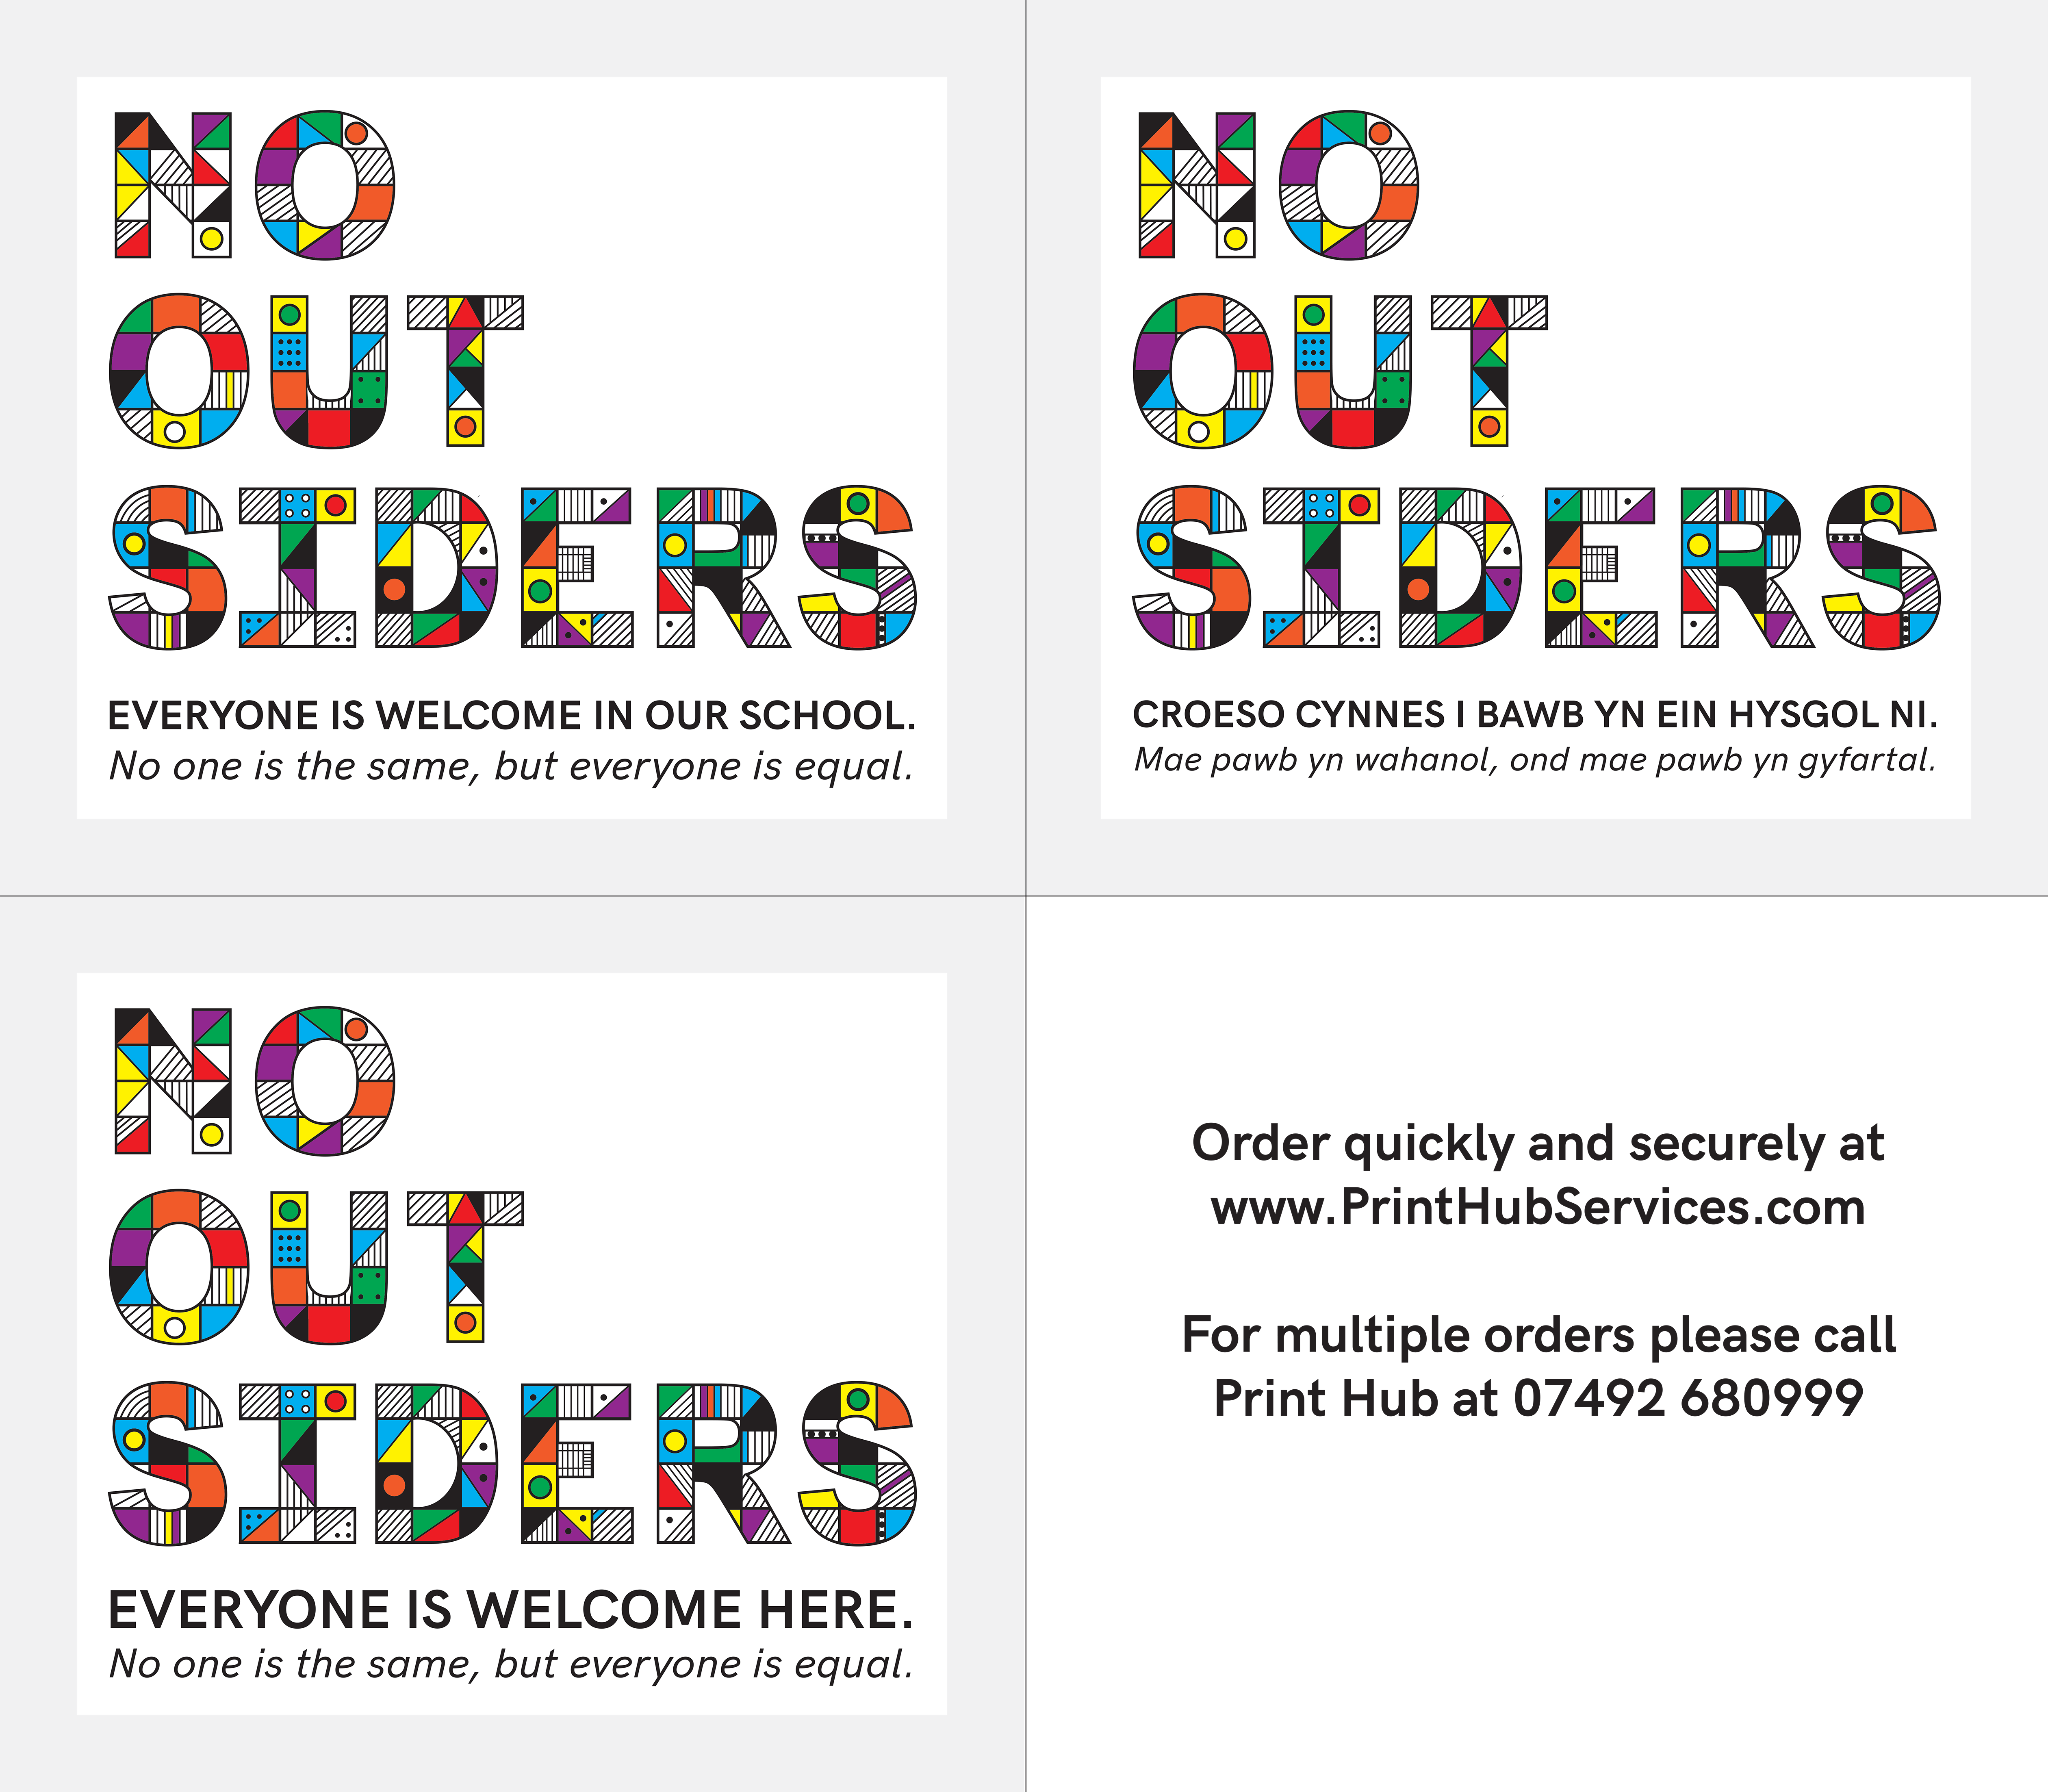 NO
OUT
SIDERS
EVERYONE IS WELCOME IN OUR SCHOOL.
No one is the same, but everyone is equal.
NO
OUT
SIDERS
CROESO CYNNES I BAWB YN EIN HYSGOL NI.
Mae pawb yn wahanol, ond mae pawb yn gyfartal.
NO
OUT
SIDERS
EVERYONE IS WELCOME HERE.
No one is the same, but everyone is equal.
Order quickly and securely at
www.PrintHubServices.com
For multiple orders please call
Print Hub at 07492 680999